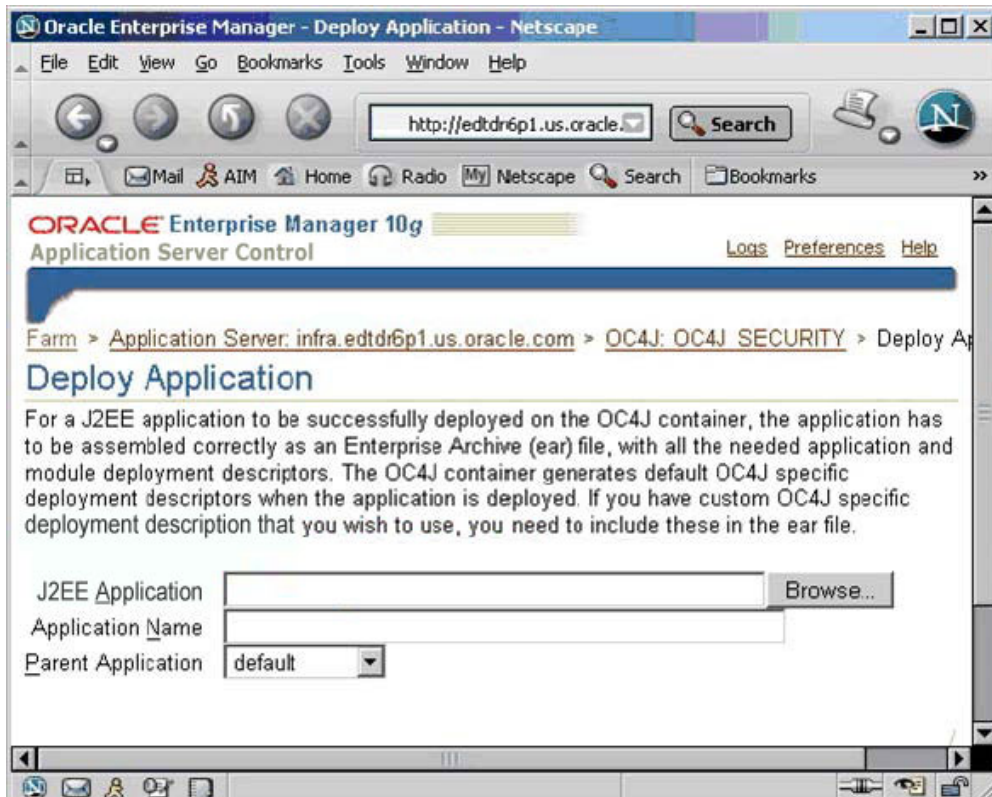 Oracle Enterprise Manager - Deploy Application - Netscape
File Edit View Go Bookmarks Tools Window Help
http://edtdr6p1.us.oracle. Search
Mail AIM Home Radio My Netscape Search Bookmarks
ORACLE Enterprise Manager 10g
Application Server Control
Logs Preferences Help
Farm > Application Server: infra.edtdr6p1.us.oracle.com > OC4J: OC4J_SECURITY > Deploy Ap
Deploy Application
For a J2EE application to be successfully deployed on the OC4J container, the application has
to be assembled correctly as an Enterprise Archive (ear) file, with all the needed application and
module deployment descriptors. The OC4J container generates default OC4J specific
deployment descriptors when the application is deployed. If you have custom OC4J specific
deployment description that you wish to use, you need to include these in the ear file.
J2EE Application Browse...
Application Name
Parent Application default